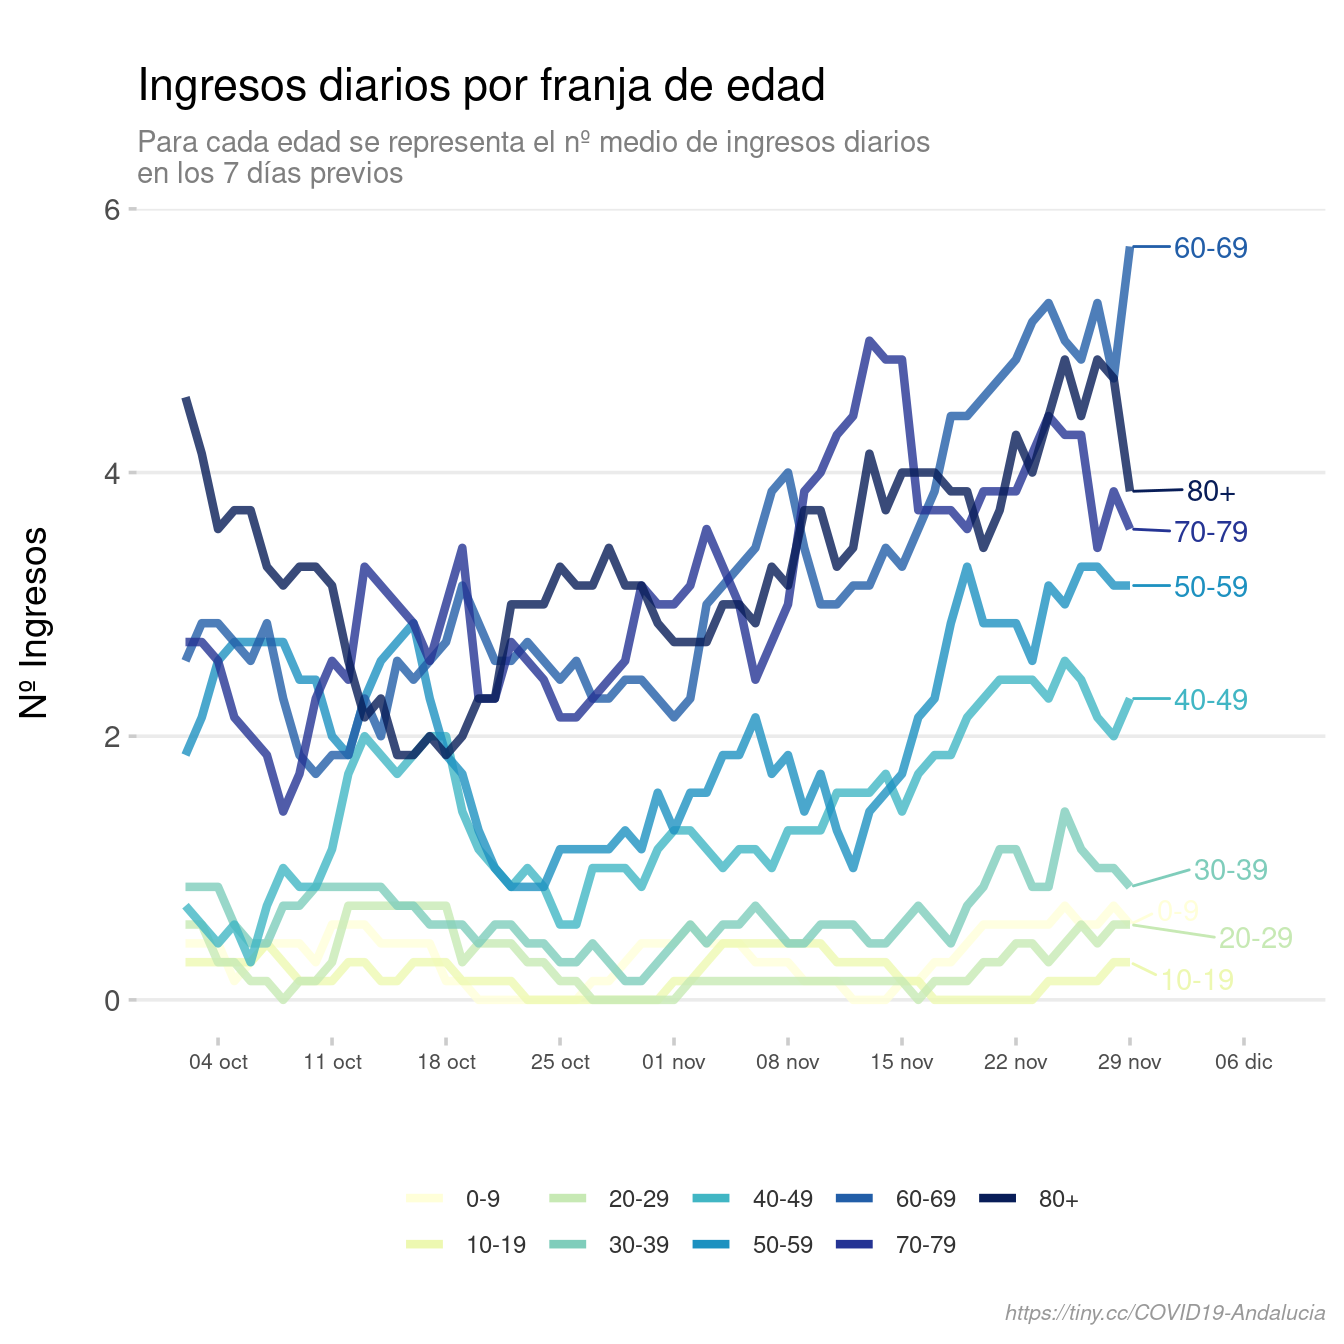 Ingresos diarios por franja de edad
Para cada edad se representa el nº medio de ingresos diarios
en los 7 días previos
Nº Ingresos
6
4
2
0
60-69
80+
70-79
50-59
40-49
30-39
0-9
20-29
10-19
04 oct
11 oct
18 oct
25 oct
01 nov
08 nov
15 nov
22 nov
29 nov
06 dic
0-9
20-29
40-49
60-69
80+
10-19
30-39
50-59
70-79
https://tiny.cc/COVID19-Andalucia